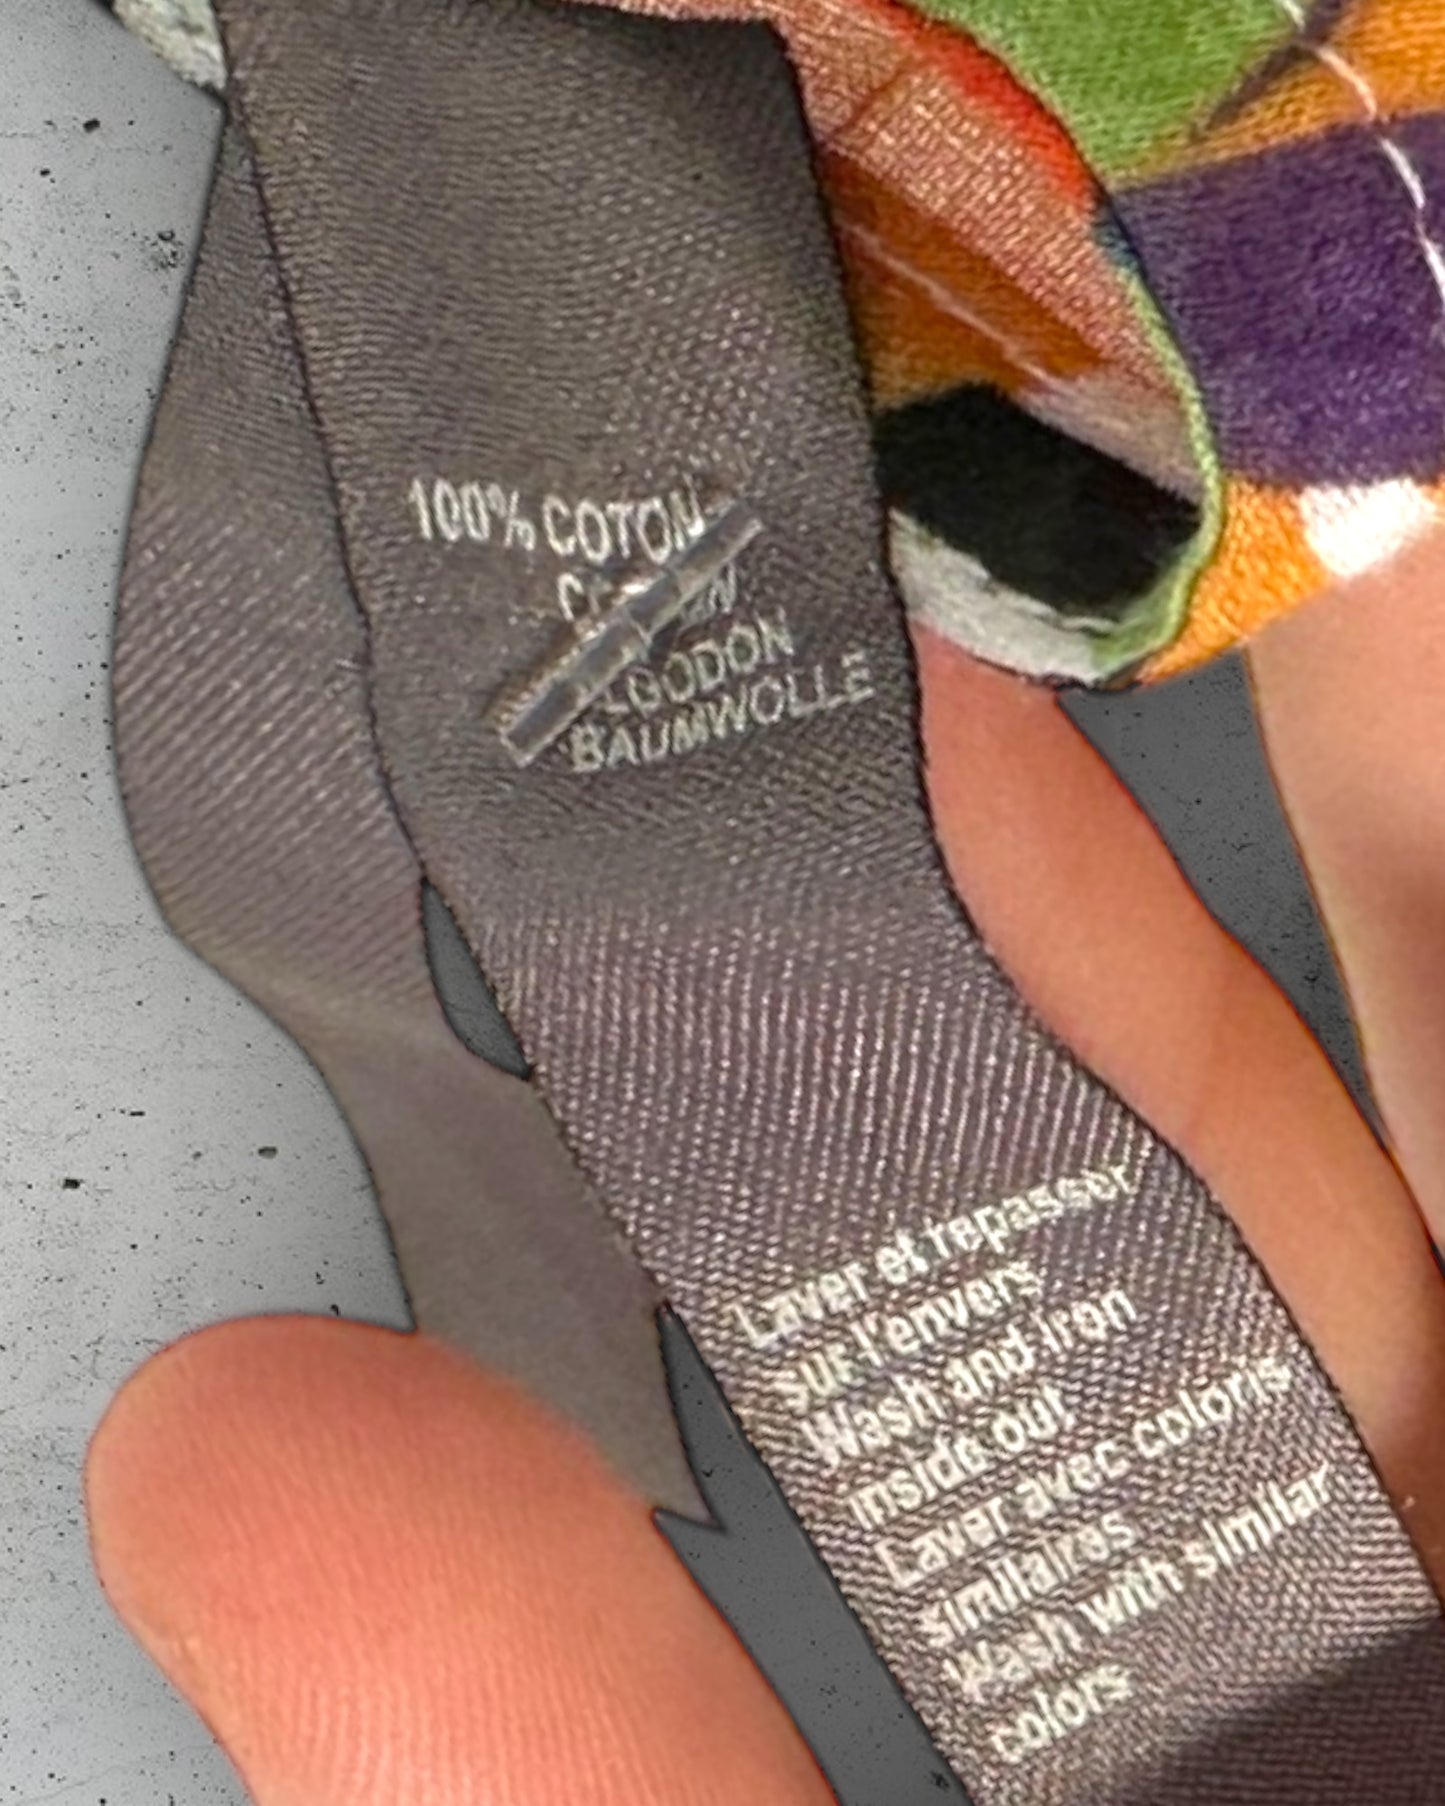 100% COTON
BAUMWOLLE
Laver et repasser
sur l'envers
Wash and iron
inside out
Laver avec coloris
similaires
Wash with similar
colors